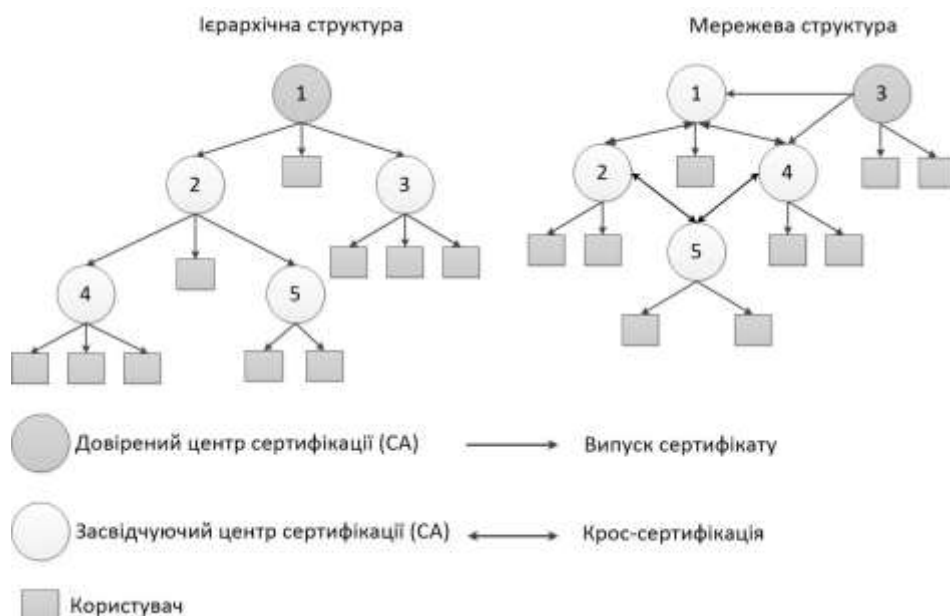 Ієрархічна структура
Мережева структура
1
1
3
2
3
2
4
5
4
5
Довірений центр сертифікації (CA)
Випуск сертифікату
Засвідчуючий центр сертифікації (CA)
Крос-сертифікація
Користувач